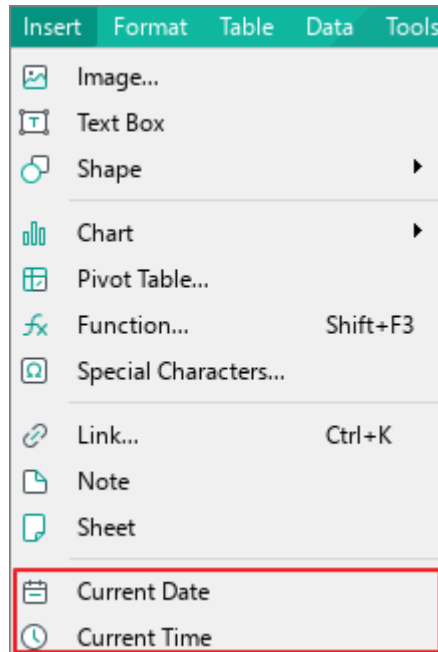 Insert Format Table Data Tools
Image...
T Text Box
Shape
Chart
Pivot Table...
fx Function... Shift+F3
Ω Special Characters...
Link... Ctrl+K
Note
Sheet
Current Date
Current Time